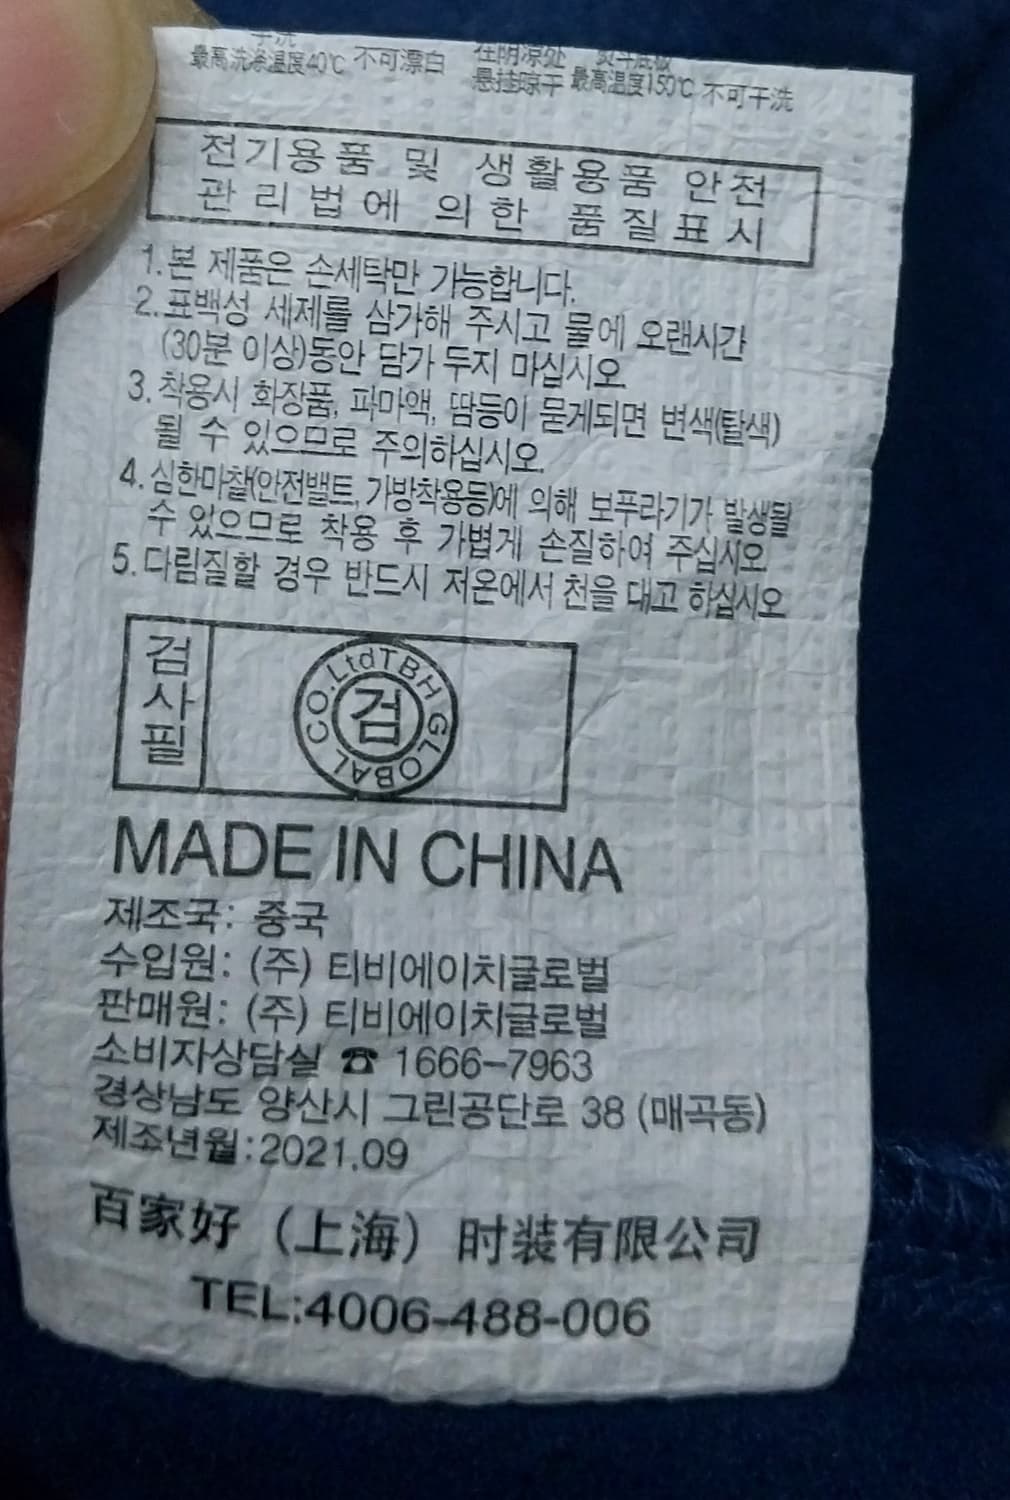 手洗
最高洗涤温度40℃ 不可漂白 在阴凉处 悬挂晾干 熨斗底板 最高温度150℃ 不可干洗
전기용품 및 생활용품 안전
관리법에 의한 품질표시
1. 본 제품은 손세탁만 가능합니다.
2. 표백성 세제를 삼가해 주시고 물에 오랜시간
(30분 이상)동안 담가 두지 마십시오.
3. 착용시 화장품, 파마액, 땀등이 묻게되면 변색(탈색)
될 수 있으므로 주의하십시오.
4. 심한마찰(안전밸트, 가방착용등)에 의해 보푸라기가 발생될
수 있으므로 착용 후 가볍게 손질하여 주십시오
5. 다림질할 경우 반드시 저온에서 천을 대고 하십시오
검사필
TBH GLOBAL CO.Ltd
검
MADE IN CHINA
제조국: 중국
수입원: (주) 티비에이치글로벌
판매원: (주) 티비에이치글로벌
소비자상담실 ☎ 1666-7963
경상남도 양산시 그린공단로 38 (매곡동)
제조년월:2021.09
百家好（上海）时装有限公司
TEL:4006-488-006